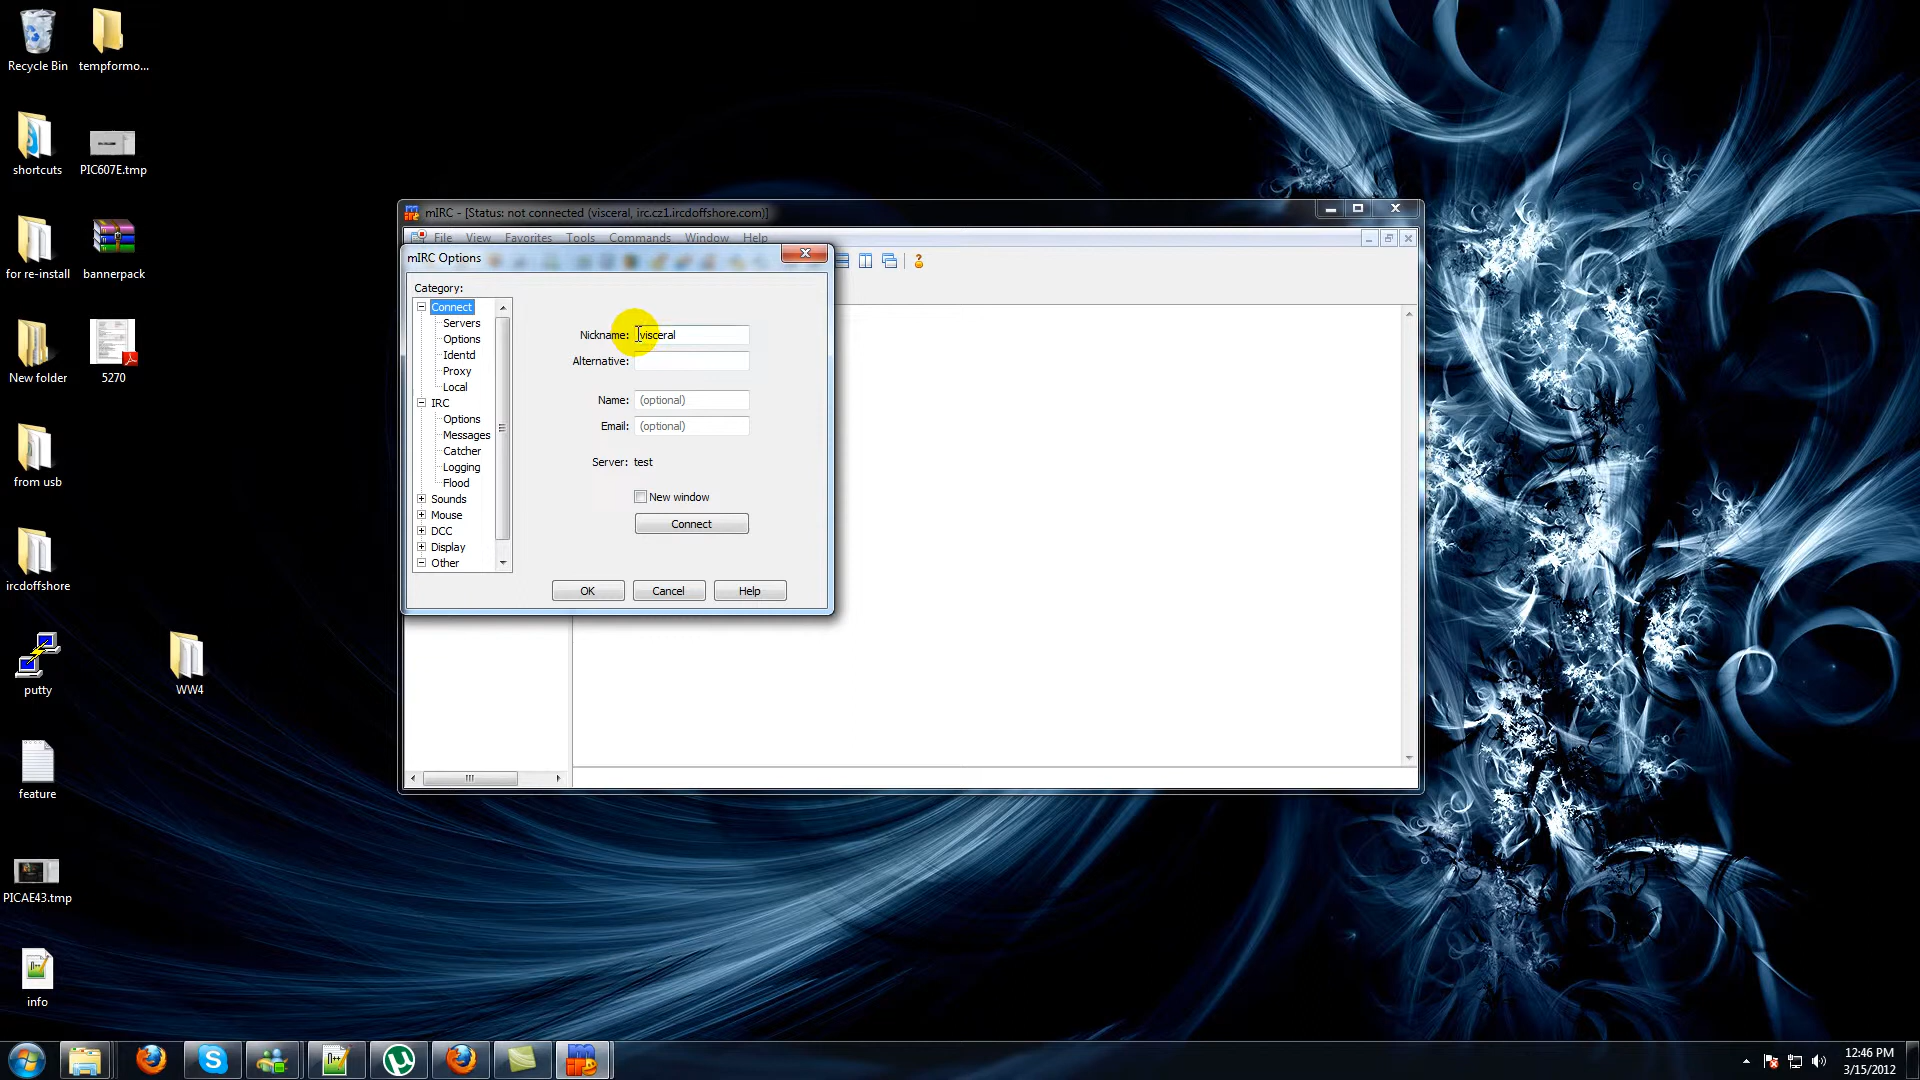 Recycle Bin
tempformo...
shortcuts
PIC607E.tmp
for re-install
bannerpack
New folder
5270
from usb
ircdoffshore
putty
WW4
feature
PICAE43.tmp
info
mIRC - [Status: not connected (visceral, irc.cz1.ircdoffshore.com)]
File View Favorites Tools Commands Window Help
mIRC Options
Category:
Connect
Servers
Options
Identd
Proxy
Local
IRC
Options
Messages
Catcher
Logging
Flood
Sounds
Mouse
DCC
Display
Other
Nickname: visceral
Alternative:
Name: (optional)
Email: (optional)
Server: test
New window
Connect
OK Cancel Help
12:46 PM
3/15/2012